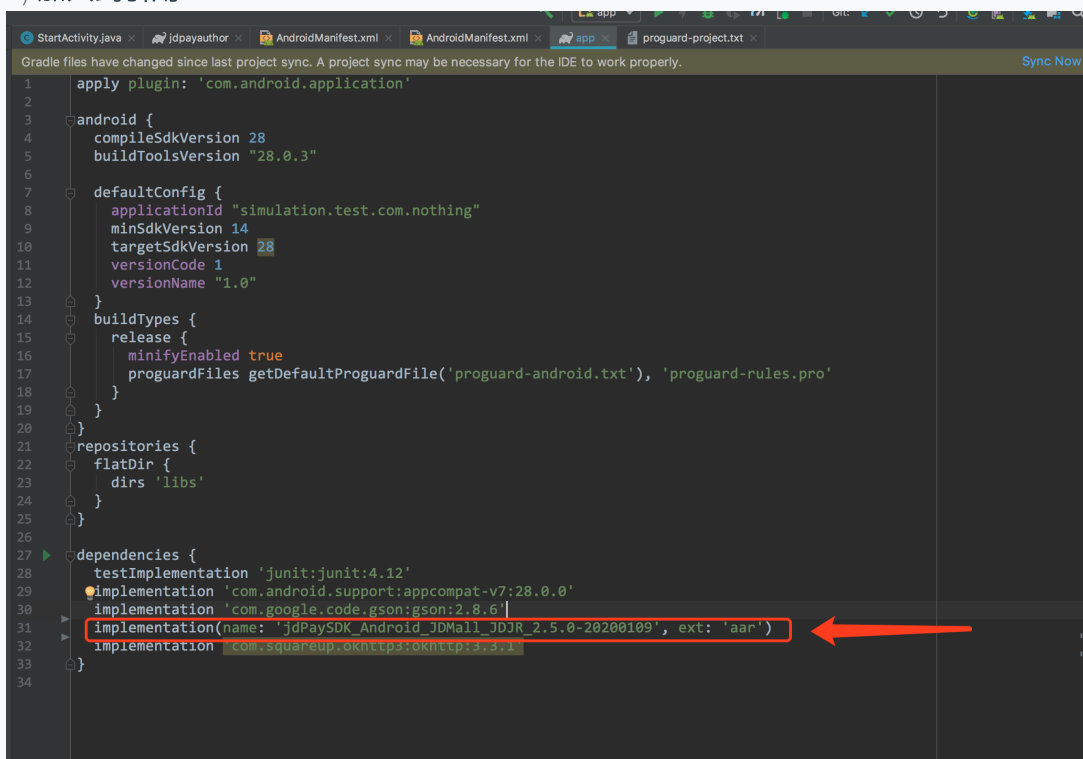 app
Git:
StartActivity.java
jdpayauthor
AndroidManifest.xml
AndroidManifest.xml
app
proguard-project.txt
Gradle files have changed since last project sync. A project sync may be necessary for the IDE to work properly.
Sync Now
1 apply plugin: 'com.android.application'
2
3 android {
4 compileSdkVersion 28
5 buildToolsVersion "28.0.3"
6
7 defaultConfig {
8 applicationId "simulation.test.com.nothing"
9 minSdkVersion 14
10 targetSdkVersion 28
11 versionCode 1
12 versionName "1.0"
13 }
14 buildTypes {
15 release {
16 minifyEnabled true
17 proguardFiles getDefaultProguardFile('proguard-android.txt'), 'proguard-rules.pro'
18 }
19 }
20 }
21 repositories {
22 flatDir {
23 dirs 'libs'
24 }
25 }
26
27 dependencies {
28 testImplementation 'junit:junit:4.12'
29 implementation 'com.android.support:appcompat-v7:28.0.0'
30 implementation 'com.google.code.gson:gson:2.8.6'
31 implementation(name: 'jdPaySDK_Android_JDMall_JDJR_2.5.0-20200109', ext: 'aar')
32 implementation 'com.squareup.okhttp3:okhttp:3.3.1'
33 }
34